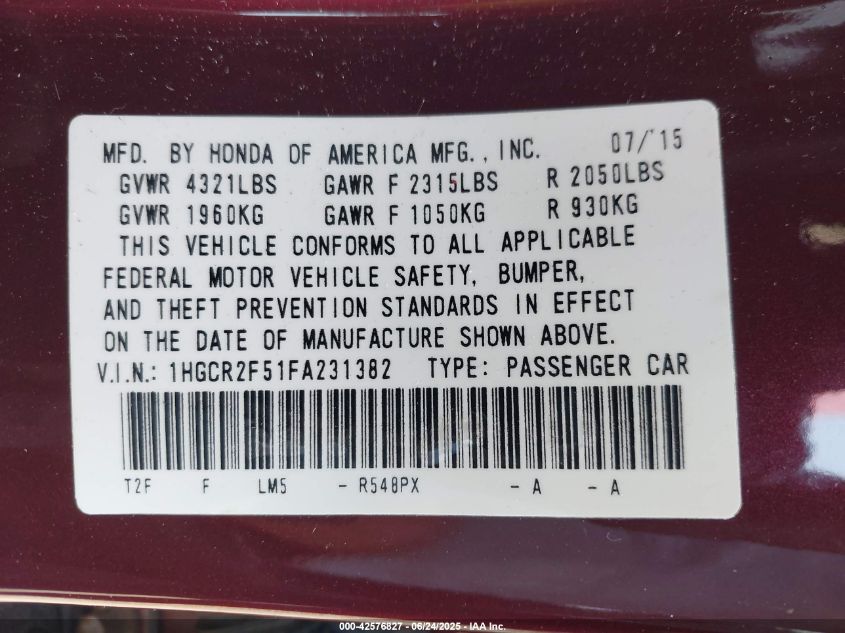 MFD. BY HONDA OF AMERICA MFG., INC. 07/'15
GVWR 4321LBS GAWR F 2315LBS R 2050LBS
GVWR 1960KG GAWR F 1050KG R 930KG
THIS VEHICLE CONFORMS TO ALL APPLICABLE
FEDERAL MOTOR VEHICLE SAFETY, BUMPER,
AND THEFT PREVENTION STANDARDS IN EFFECT
ON THE DATE OF MANUFACTURE SHOWN ABOVE.
V.I.N.: 1HGCR2F51FA231382 TYPE: PASSENGER CAR
T2F F LM5 - R548PX - A - A
000-42576827 - 06/24/2025 - IAA Inc.